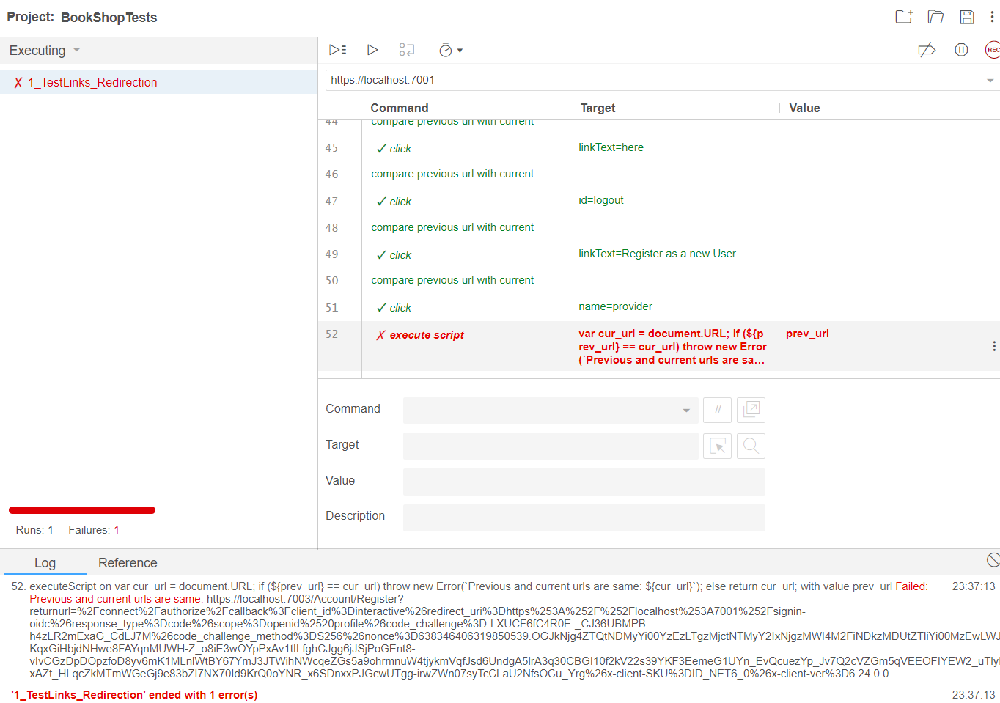 Project: BookShopTests
Executing
✗ 1_TestLinks_Redirection
REC
https://localhost:7001
Command Target Value
44 compare previous url with current
45 ✓ click linkText=here
46 compare previous url with current
47 ✓ click id=logout
48 compare previous url with current
49 ✓ click linkText=Register as a new User
50 compare previous url with current
51 ✓ click name=provider
52 ✗ execute script var cur_url = document.URL; if (${p prev_url
rev_url} == cur_url) throw new Error
(`Previous and current urls are sa...
Command //
Target
Value
Description
Runs: 1 Failures: 1
Log Reference
52. executeScript on var cur_url = document.URL; if (${prev_url} == cur_url) throw new Error(`Previous and current urls are same: ${cur_url}`); else return cur_url; with value prev_url Failed: 23:37:13
Previous and current urls are same: https://localhost:7003/Account/Register?
returnurl=%2Fconnect%2Fauthorize%2Fcallback%3Fclient_id%3Dinteractive%26redirect_uri%3Dhttps%253A%252F%252Flocalhost%253A7001%252Fsignin-
oidc%26response_type%3Dcode%26scope%3Dopenid%2520profile%26code_challenge%3D-LXUCF6fC4R0E-_CJ36UBMPB-
h4zLR2mExaG_CdLJ7M%26code_challenge_method%3DS256%26nonce%3D638346406319850539.OGJkNjg4ZTQtNDMyYi00YzEzLTgzMjctNTMyY2IxNjgzMWI4M2FiNDkzMDUtZTliYi00MzEwLWJ
KqxGiHbjdNHwe8FAYqnMUWH-Z_o8iE3wOYpPxAv1tlLfghCJgg6jJSjPoGEnt8-
vIvCGzDpDOpzfoD8yv6mK1MLnlWtBY67YmJ3JTWihNWcqeZGs5a9ohrmnuW4tjykmVqfJsd6UndgA5lrA3q30CBGI10f2kV22s39YKF3EemeG1UYn_EvQcuezYp_Jv7Q2cVZGm5qVEEOFIYEW2_uTly
xAZt_HLqcZkMTmWGeGj9e83bZI7NX70Id9KrQ0oYNR_x6SDnxxPJGcwUTgg-irwZWn07syTcCLaU2NfsOCu_Yrg%26x-client-SKU%3DID_NET6_0%26x-client-ver%3D6.24.0.0
'1_TestLinks_Redirection' ended with 1 error(s) 23:37:13